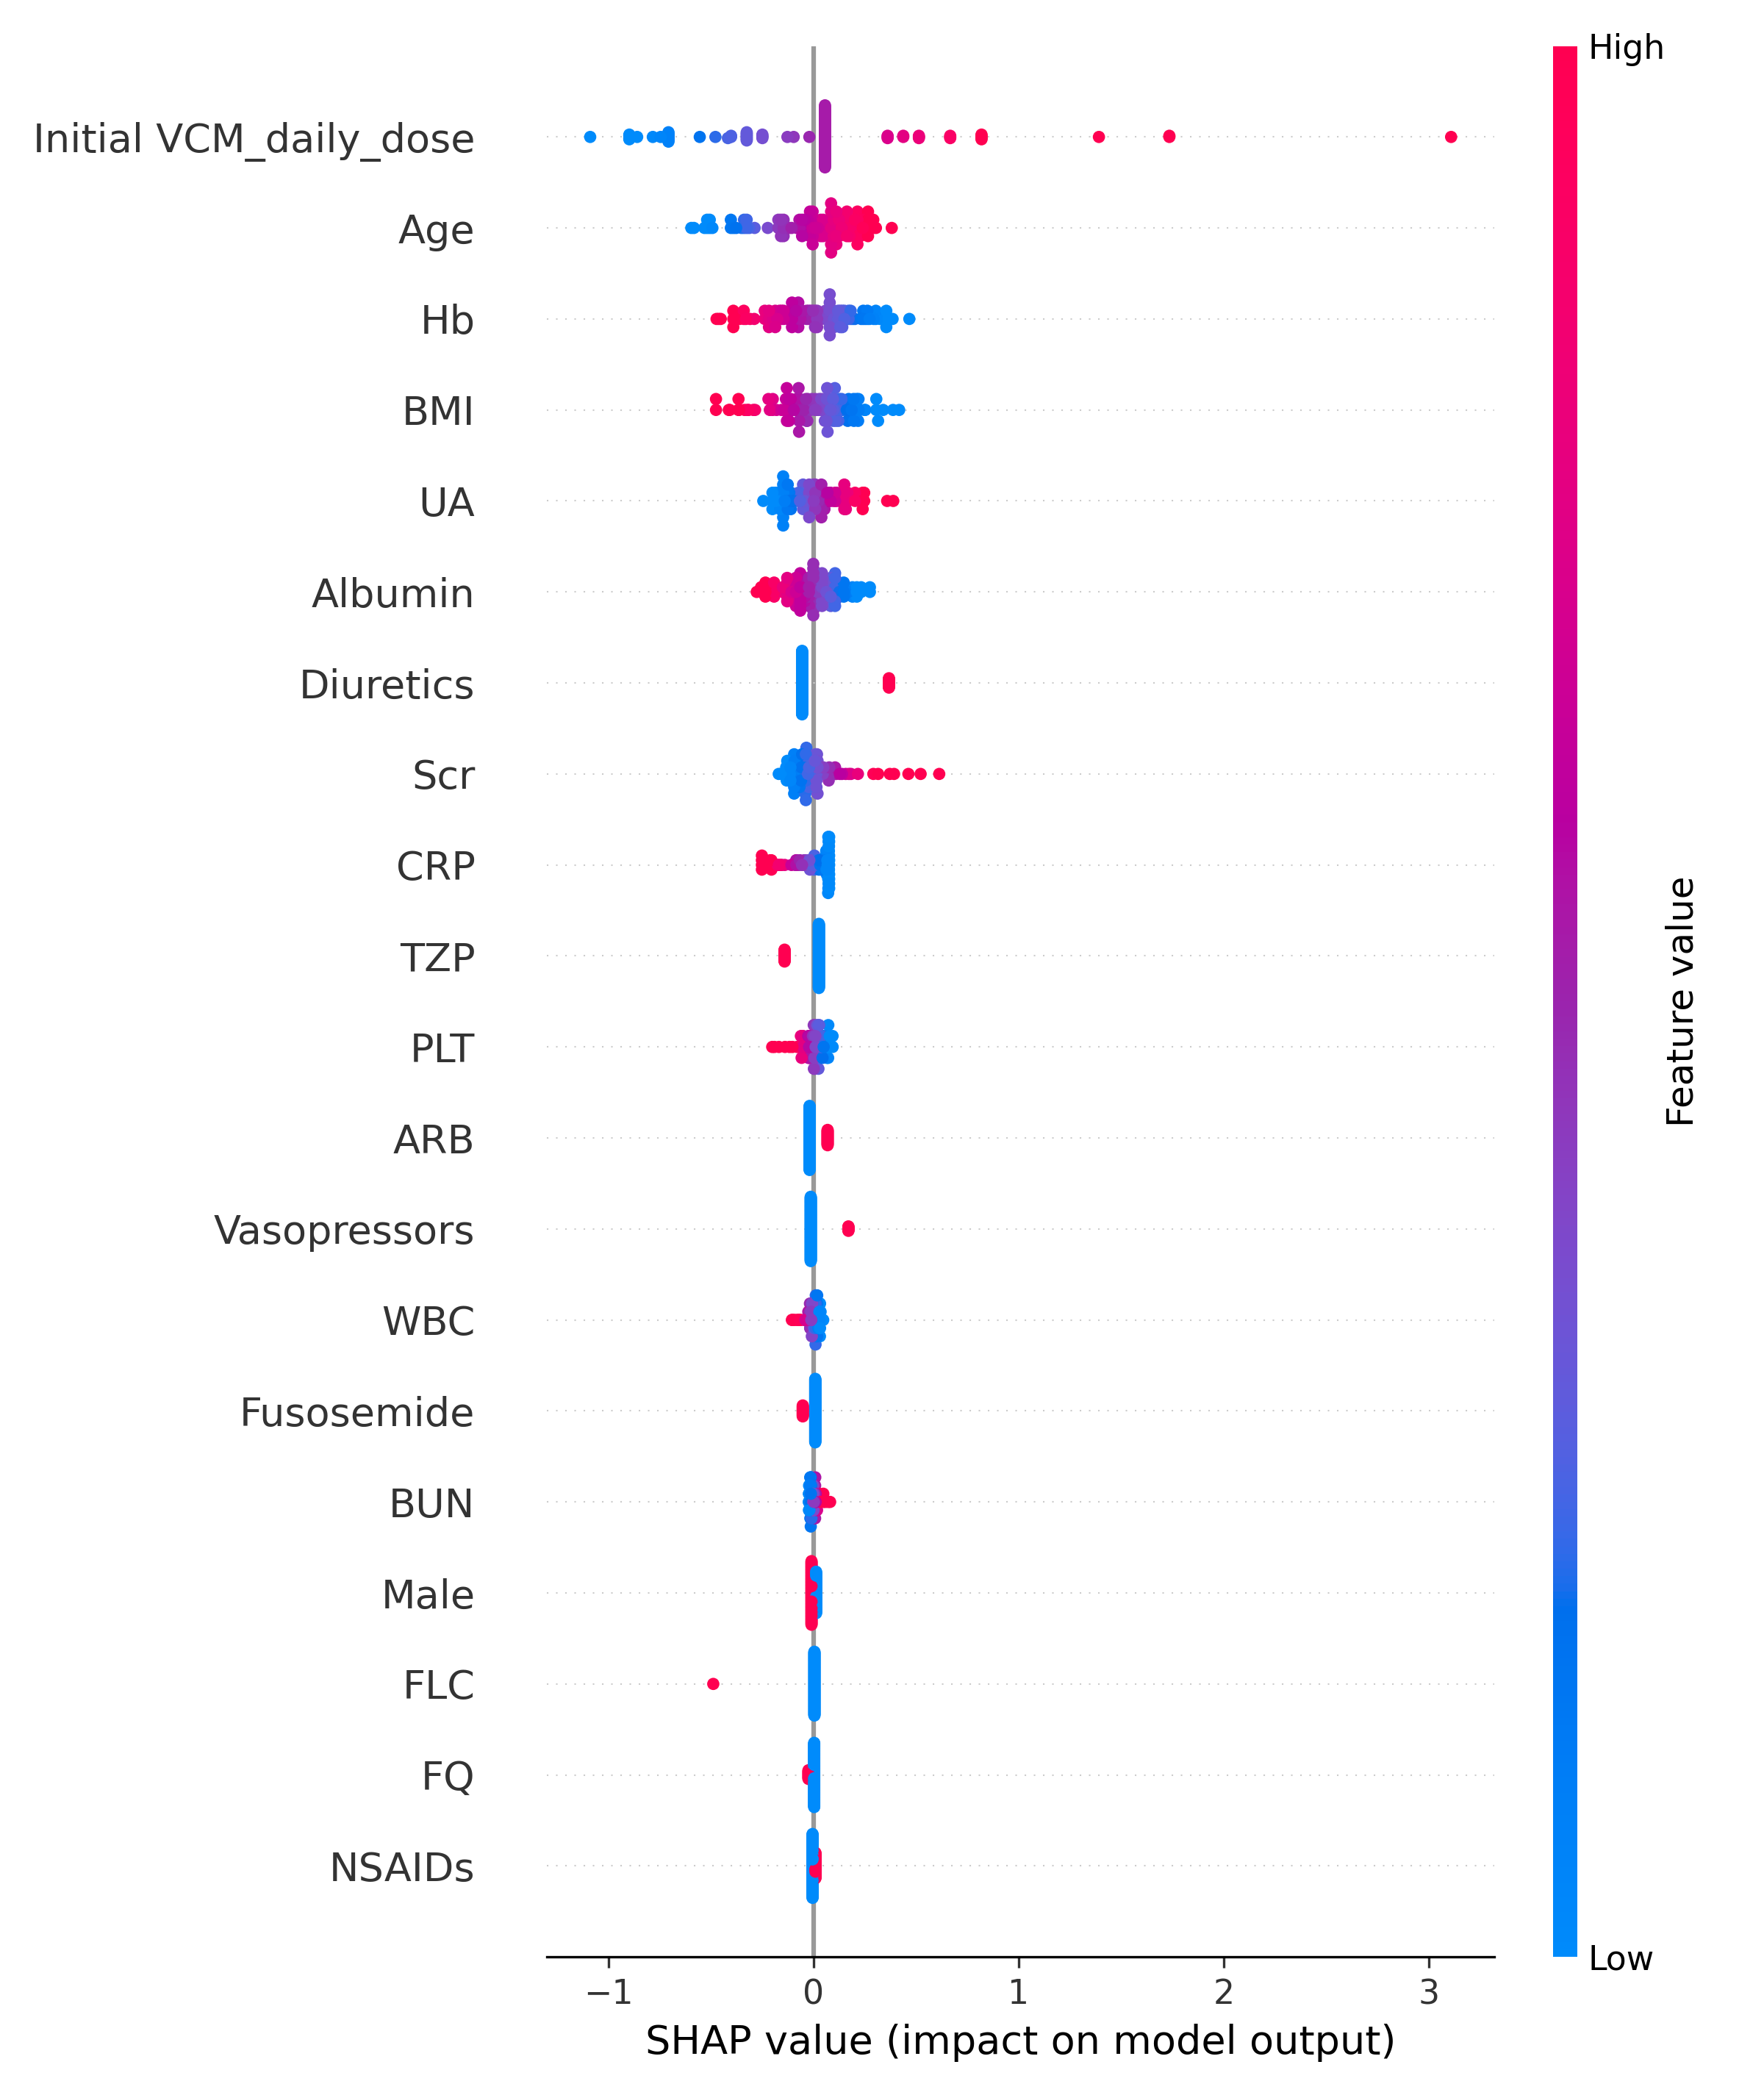 High
Initial VCM_daily_dose
Age
Hb
BMI
UA
Albumin
Diuretics
Scr
CRP
TZP
PLT
ARB
Vasopressors
WBC
Fusosemide
BUN
Male
FLC
FQ
NSAIDs
Feature value
Low
−1 0 1 2 3
SHAP value (impact on model output)